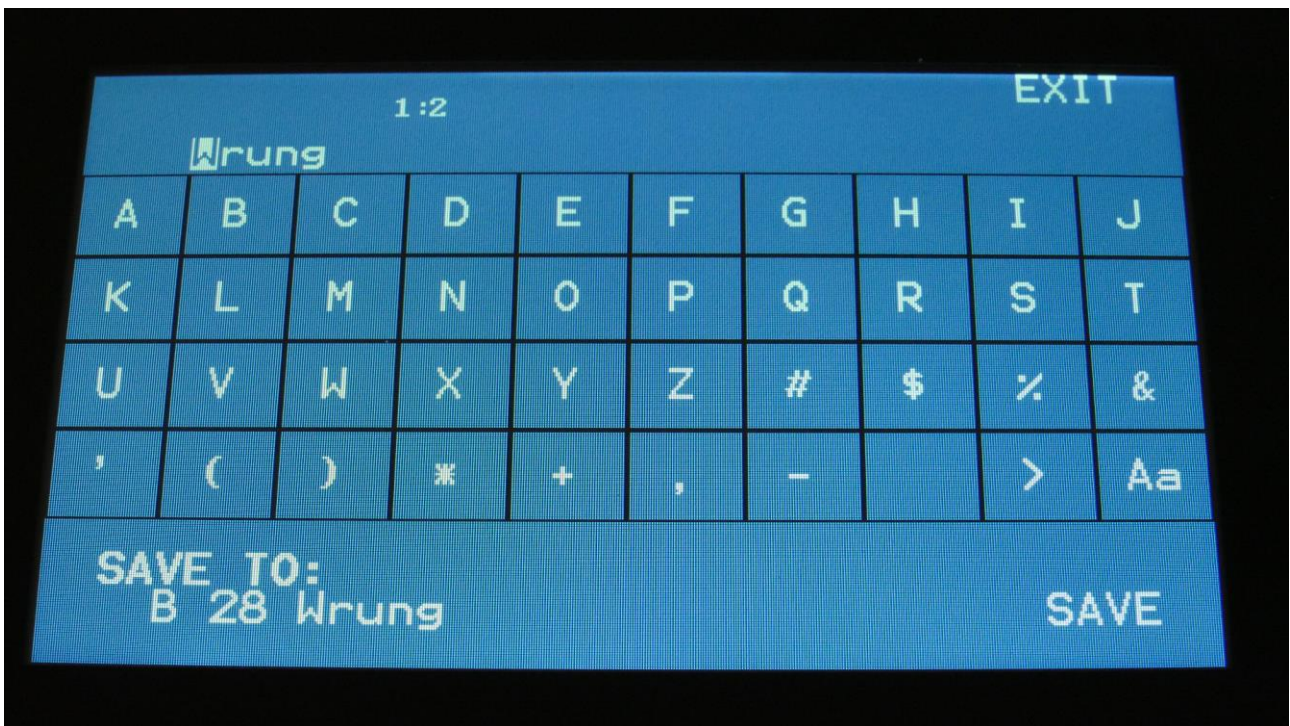 EXIT
1:2
Wrung
A B C D E F G H I J
K L M N O P Q R S T
U V W X Y Z # $ % &
' ( ) * + , - > Aa
SAVE TO:
B 28 Wrung
SAVE